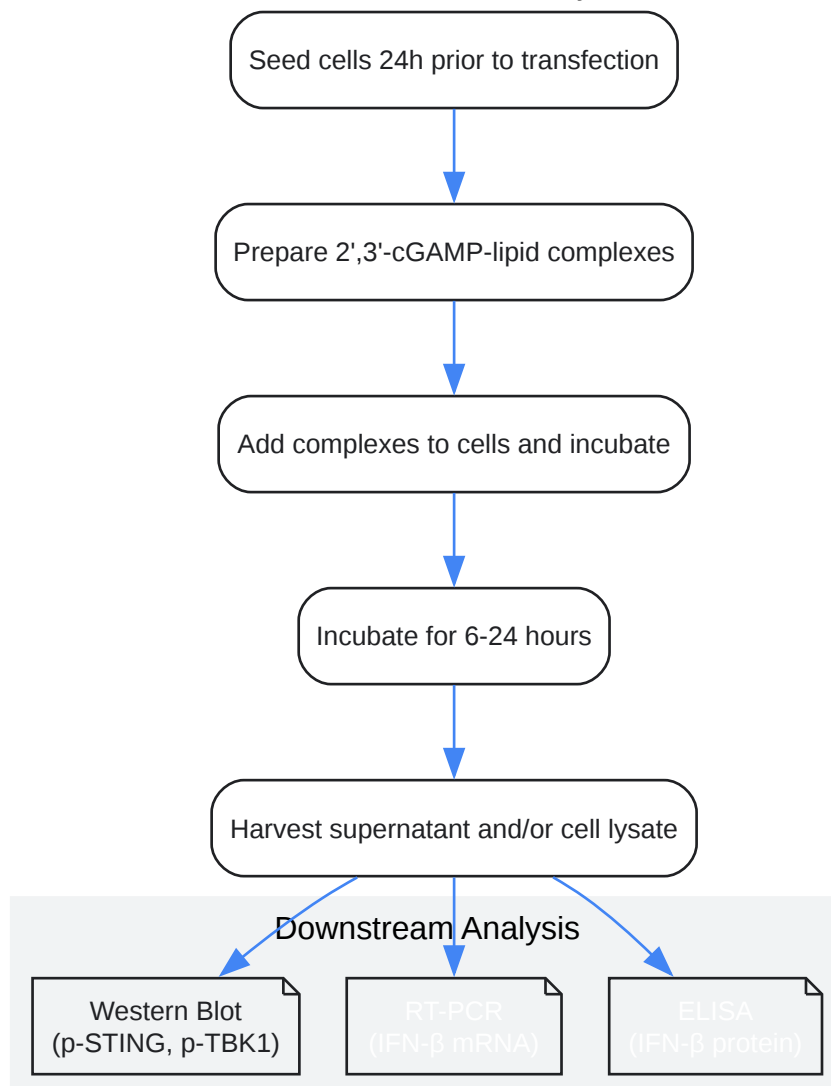 Seed cells 24h prior to transfection
Prepare 2',3'-cGAMP-lipid complexes
Add complexes to cells and incubate
Incubate for 6-24 hours
Harvest supernatant and/or cell lysate
Downstream Analysis
Western Blot
(p-STING, p-TBK1)
RT-PCR
(IFN-β mRNA)
ELISA
(IFN-β protein)